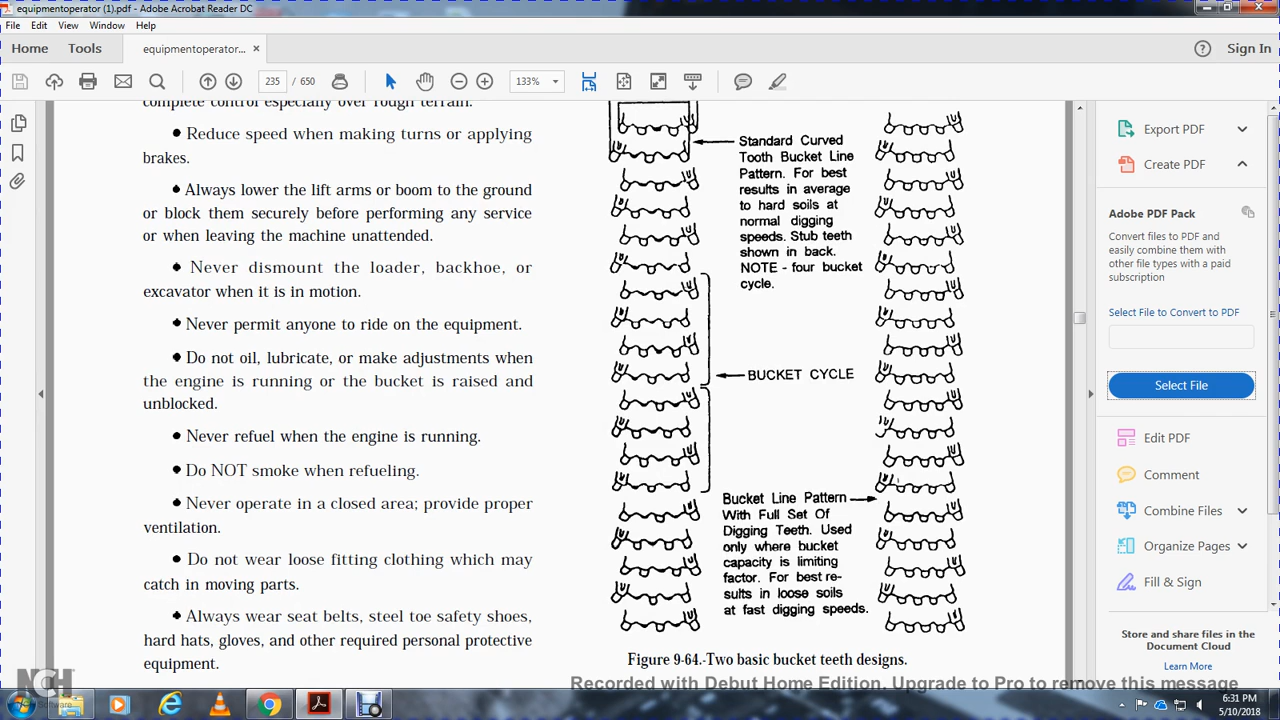 equipmentoperator (1).pdf - Adobe Acrobat Reader DC
File Edit View Window Help
Home Tools equipmentoperator... × Sign In
235 / 650 133%
complete control especially over rough terrain.
● Reduce speed when making turns or applying
brakes.
● Always lower the lift arms or boom to the ground
or block them securely before performing any service
or when leaving the machine unattended.
● Never dismount the loader, backhoe, or
excavator when it is in motion.
● Never permit anyone to ride on the equipment.
● Do not oil, lubricate, or make adjustments when
the engine is running or the bucket is raised and
unblocked.
● Never refuel when the engine is running.
● Do NOT smoke when refueling.
● Never operate in a closed area; provide proper
ventilation.
● Do not wear loose fitting clothing which may
catch in moving parts.
● Always wear seat belts, steel toe safety shoes,
hard hats, gloves, and other required personal protective
equipment.
Standard Curved
Tooth Bucket Line
Pattern. For best
results in average
to hard soils at
normal digging
speeds. Stub teeth
shown in back.
NOTE - four bucket
cycle.
BUCKET CYCLE
Bucket Line Pattern
With Full Set Of
Digging Teeth. Used
only where bucket
capacity is limiting
factor. For best re-
sults in loose soils
at fast digging speeds.
Figure 9-64.-Two basic bucket teeth designs.
Export PDF
Create PDF
Adobe PDF Pack
Convert files to PDF and
easily combine them with
other file types with a paid
subscription
Select File to Convert to PDF
Select File
Edit PDF
Comment
Combine Files
Organize Pages
Fill & Sign
Store and share files in the
Document Cloud
Learn More
NCH
Software
Recorded with Debut Home Edition. Upgrade to Pro to remove this message
6:31 PM
5/10/2018